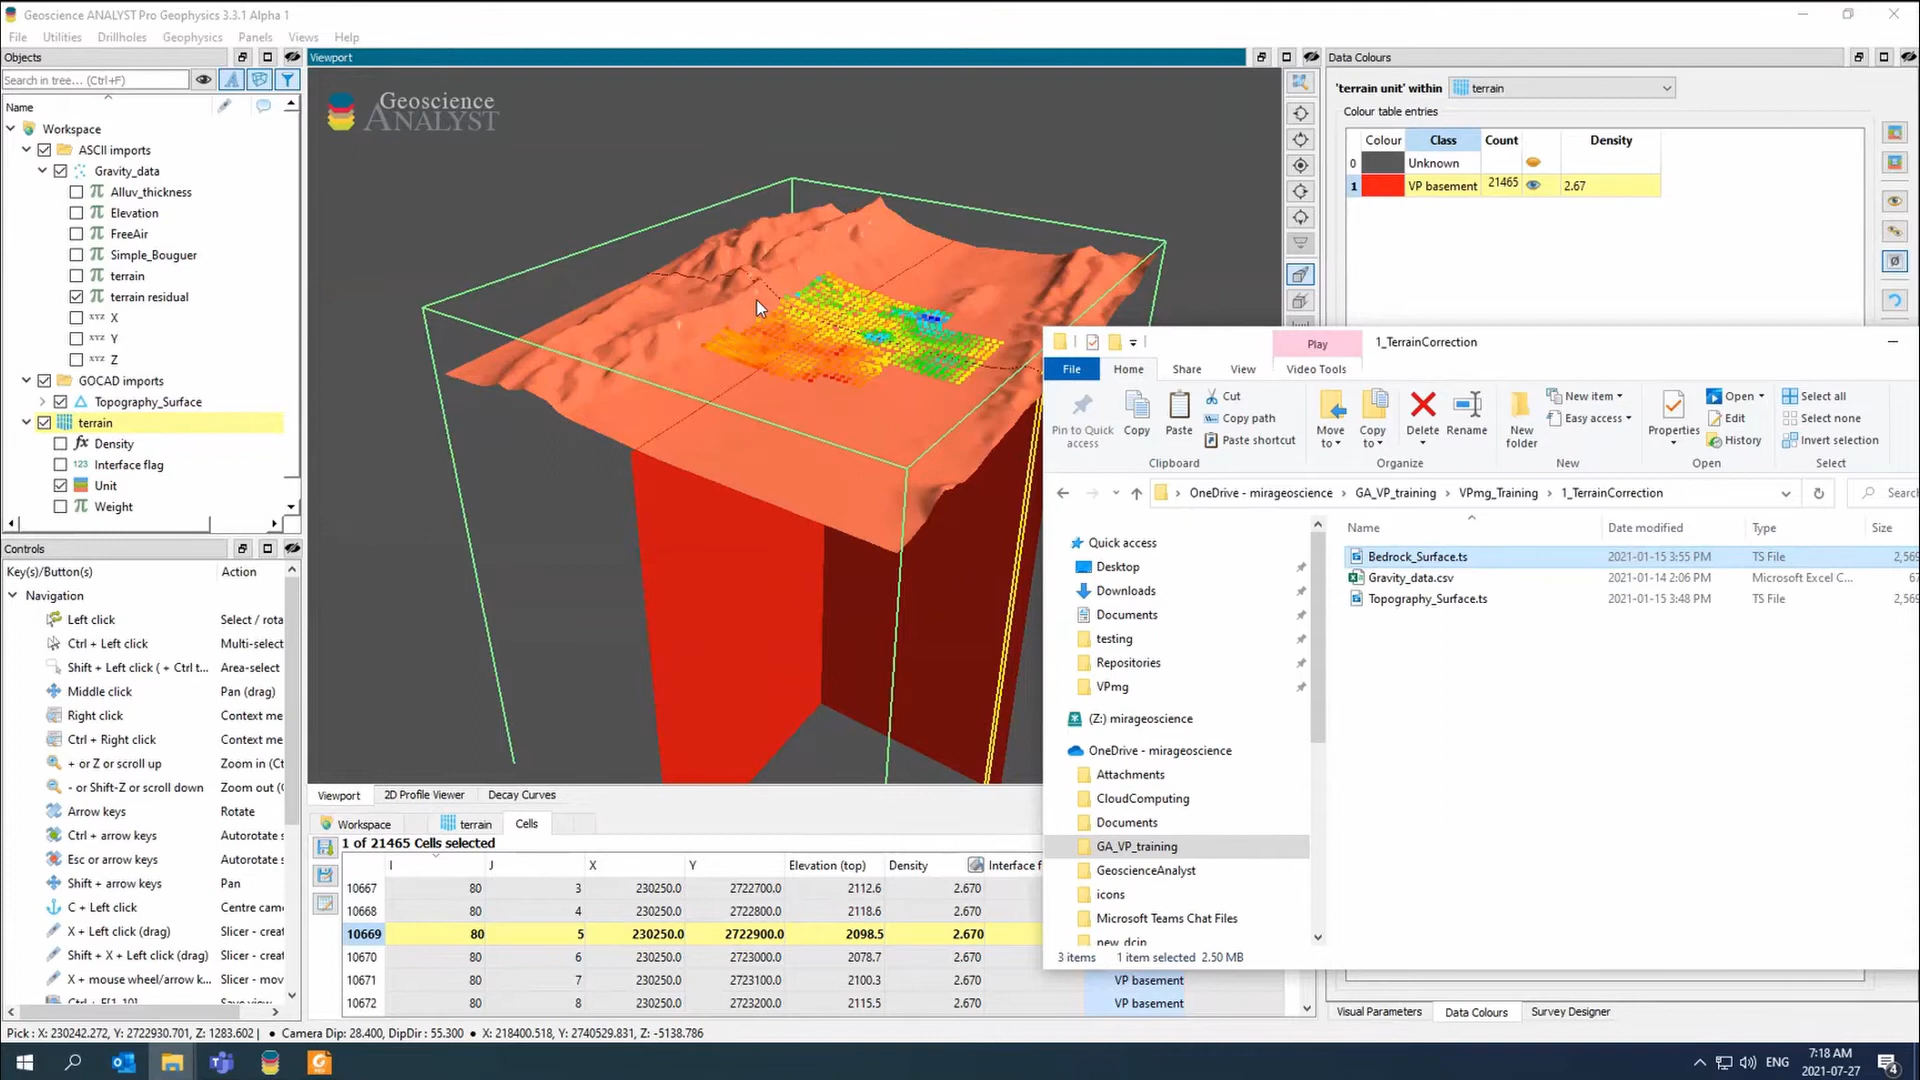 Geoscience ANALYST Pro Geophysics 3.3.1 Alpha 1
File Utilities Drillholes Geophysics Panels Views Help
Objects
Search in tree... (Ctrl+F)
Name
Workspace
ASCII imports
Gravity_data
Alluv_thickness
Elevation
FreeAir
Simple_Bouguer
terrain
terrain residual
X
Y
Z
GOCAD imports
Topography_Surface
terrain
Density
Interface flag
Unit
Weight
Controls
Key(s)/Button(s) Action
Navigation
Left click Select / rota
Ctrl + Left click Multi-select
Shift + Left click ( + Ctrl t... Area-select
Middle click Pan (drag)
Right click Context me
Ctrl + Right click Context me
+ or Z or scroll up Zoom in (Ct
- or Shift-Z or scroll down Zoom out (
Arrow keys Rotate
Ctrl + arrow keys Autorotate s
Esc or arrow keys Autorotate s
Shift + arrow keys Pan
C + Left click Centre cam
X + Left click (drag) Slicer - crea
Shift + X + Left click (drag) Slicer - crea
X + mouse wheel/arrow k... Slicer - mov
Viewport
Geoscience
ANALYST
Viewport 2D Profile Viewer Decay Curves
Workspace terrain Cells
1 of 21465 Cells selected
I J X Y Elevation (top) Density Interface f
10667 80 3 230250.0 2722700.0 2112.6 2.670
10668 80 4 230250.0 2722800.0 2118.6 2.670
10669 80 5 230250.0 2722900.0 2098.5 2.670
10670 80 6 230250.0 2723000.0 2078.7 2.670
10671 80 7 230250.0 2723100.0 2100.3 2.670 VP basement
10672 80 8 230250.0 2723200.0 2115.5 2.670 VP basement
Data Colours
'terrain unit' within terrain
Colour table entries
Colour Class Count Density
0 Unknown
1 VP basement 21465 2.67
Play 1_TerrainCorrection
File Home Share View Video Tools
Pin to Quick access
Copy
Paste
Cut
Copy path
Paste shortcut
Clipboard
Move to
Copy to
Delete
Rename
Organize
New folder
New item
Easy access
New
Properties
Open
Edit
History
Open
Select all
Select none
Invert selection
Select
OneDrive - mirageoscience GA_VP_training VPmg_Training 1_TerrainCorrection
Searc
Quick access
Desktop
Downloads
Documents
testing
Repositories
VPmg
(Z:) mirageoscience
OneDrive - mirageoscience
Attachments
CloudComputing
Documents
GA_VP_training
GeoscienceAnalyst
icons
Microsoft Teams Chat Files
new_dcip
Name Date modified Type Size
Bedrock_Surface.ts 2021-01-15 3:55 PM TS File 2,569
Gravity_data.csv 2021-01-14 2:06 PM Microsoft Excel C... 67
Topography_Surface.ts 2021-01-15 3:48 PM TS File 2,569
3 items 1 item selected 2.50 MB
Visual Parameters Data Colours Survey Designer
Pick : X: 230242.272, Y: 2722930.701, Z: 1283.602 | • Camera Dip: 28.400, DipDir : 55.300 • X: 218400.518, Y: 2740529.831, Z: -5138.786
ENG
7:18 AM
2021-07-27
4